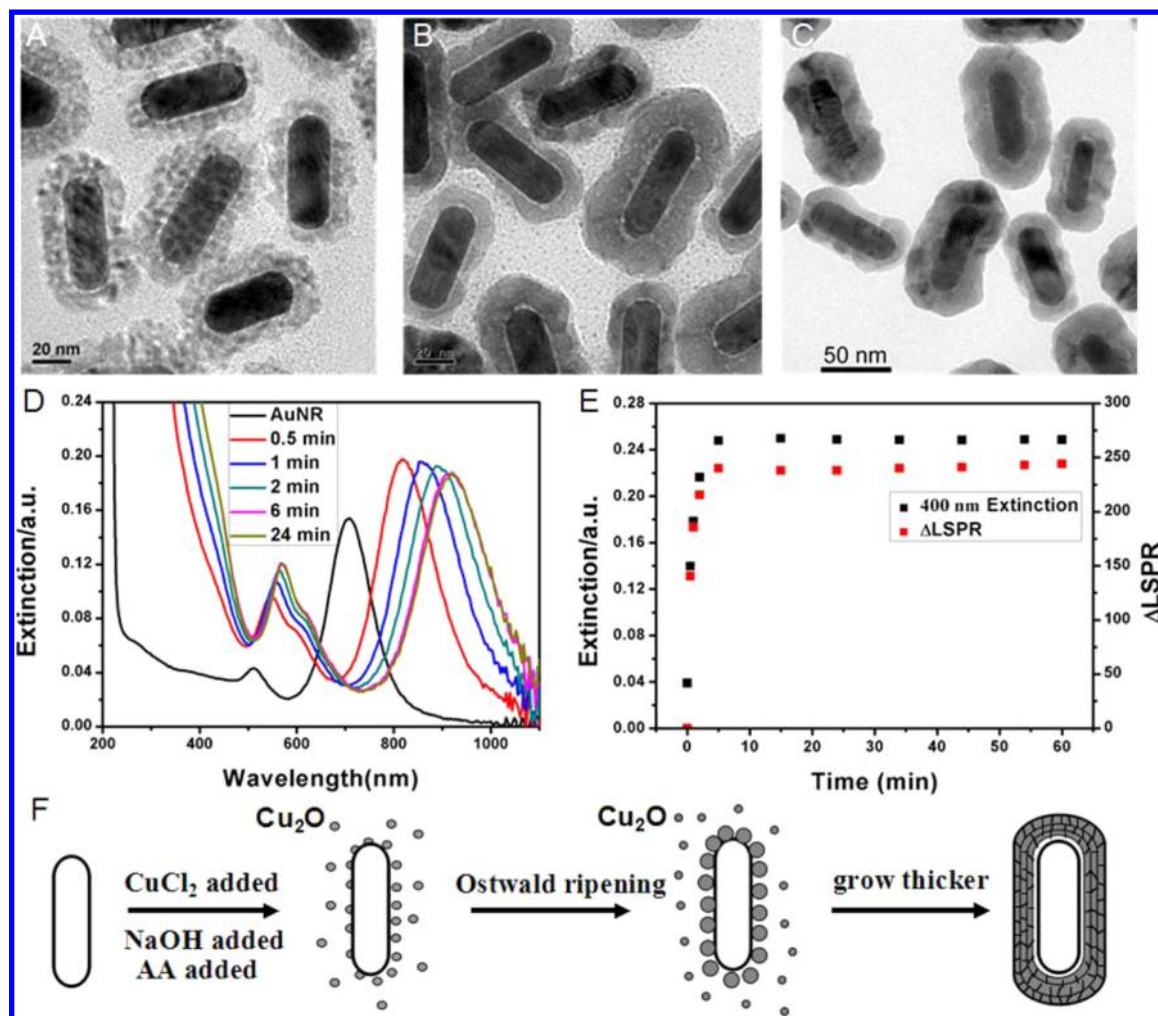 A
B
C
20 nm
20 nm
50 nm
D
0.24
0.20
0.16
0.12
0.08
0.04
0.00
Extinction/a.u.
AuNR
0.5 min
1 min
2 min
6 min
24 min
200
400
600
800
1000
Wavelength(nm)
E
0.28
0.24
0.20
0.16
0.12
0.08
0.04
0.00
Extinction/a.u.
400 nm Extinction
ΔLSPR
300
250
200
150
100
50
0
ΔLSPR
0
10
20
30
40
50
60
Time (min)
F
CuCl₂ added
NaOH added
AA added
Cu₂O
Ostwald ripening
Cu₂O
grow thicker